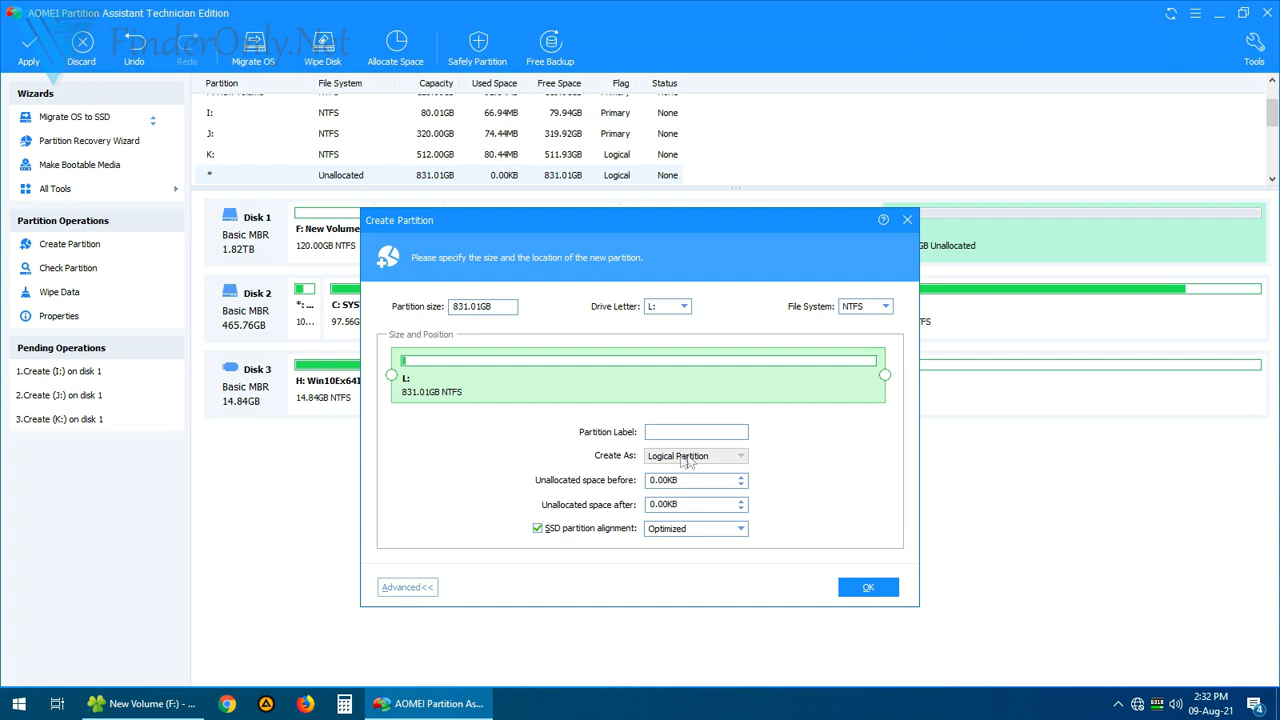 AOMEI Partition Assistant Technician Edition
FinderOnly.Net
Apply
Discard
Undo
Redo
Migrate OS
Wipe Disk
Allocate Space
Safely Partition
Free Backup
Tools
Wizards
Migrate OS to SSD
Partition Recovery Wizard
Make Bootable Media
All Tools
Partition Operations
Create Partition
Check Partition
Wipe Data
Properties
Pending Operations
1.Create (I:) on disk 1
2.Create (J:) on disk 1
3.Create (K:) on disk 1
Partition File System Capacity Used Space Free Space Flag Status
I: NTFS 80.01GB 66.94MB 79.94GB Primary None
J: NTFS 320.00GB 74.44MB 319.92GB Primary None
K: NTFS 512.00GB 80.44MB 511.93GB Logical None
* Unallocated 831.01GB 0.00KB 831.01GB Logical None
Disk 1
Basic MBR
1.82TB
F: New Volume
120.00GB NTFS
GB Unallocated
Disk 2
Basic MBR
465.76GB
*: ...
10...
C: SYS
97.56G
FS
Disk 3
Basic MBR
14.84GB
H: Win10Ex641
14.84GB NTFS
Create Partition
Please specify the size and the location of the new partition.
Partition size: 831.01GB
Drive Letter: L:
File System: NTFS
Size and Position
L:
831.01GB NTFS
Partition Label:
Create As: Logical Partition
Unallocated space before: 0.00KB
Unallocated space after: 0.00KB
SSD partition alignment: Optimized
Advanced<<
OK
New Volume (F:) - ...
AOMEI Partition As...
2:32 PM
09-Aug-21
4